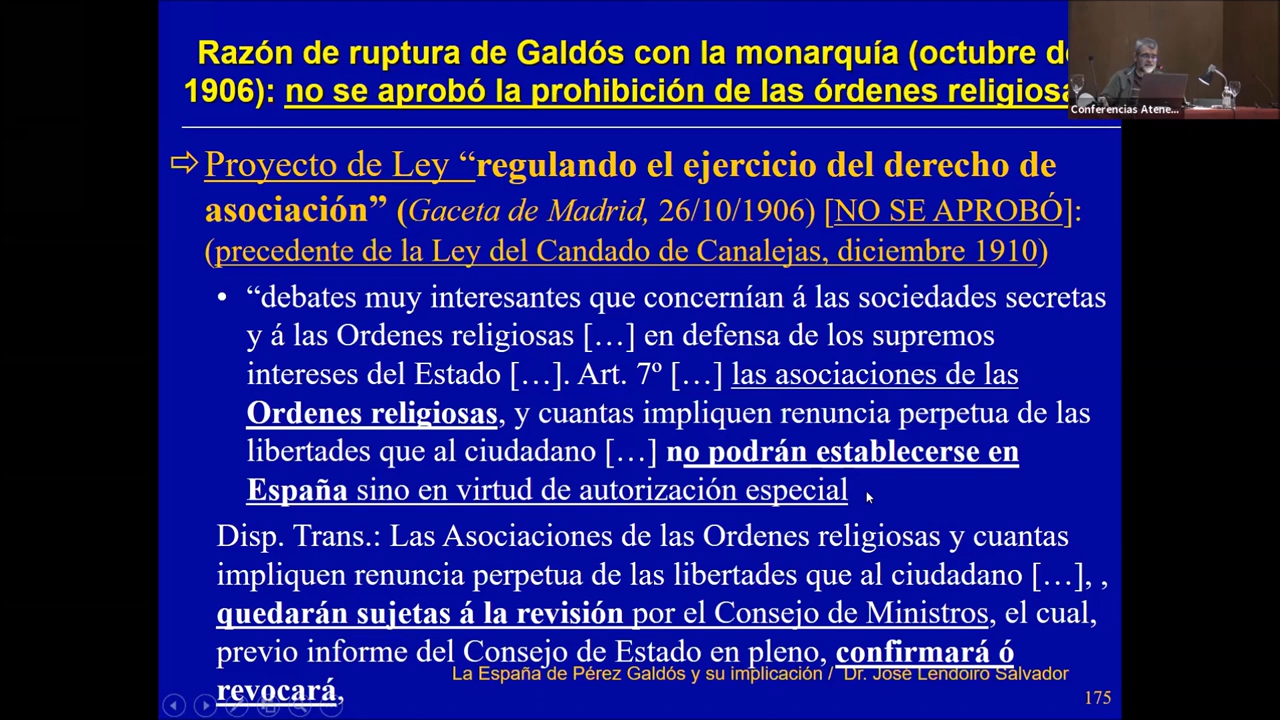 Razón de ruptura de Galdós con la monarquía (octubre de
1906): no se aprobó la prohibición de las órdenes religiosa
Conferencias Atene...
⇨Proyecto de Ley “regulando el ejercicio del derecho de
asociación” (Gaceta de Madrid, 26/10/1906) [NO SE APROBÓ]:
(precedente de la Ley del Candado de Canalejas, diciembre 1910)
• “debates muy interesantes que concernían á las sociedades secretas
y á las Ordenes religiosas […] en defensa de los supremos
intereses del Estado […]. Art. 7º […] las asociaciones de las
Ordenes religiosas, y cuantas impliquen renuncia perpetua de las
libertades que al ciudadano […] no podrán establecerse en
España sino en virtud de autorización especial
Disp. Trans.: Las Asociaciones de las Ordenes religiosas y cuantas
impliquen renuncia perpetua de las libertades que al ciudadano […], ,
quedarán sujetas á la revisión por el Consejo de Ministros, el cual,
previo informe del Consejo de Estado en pleno, confirmará ó
revocará,
La España de Pérez Galdós y su implicación / Dr. José Lendoiro Salvador
175